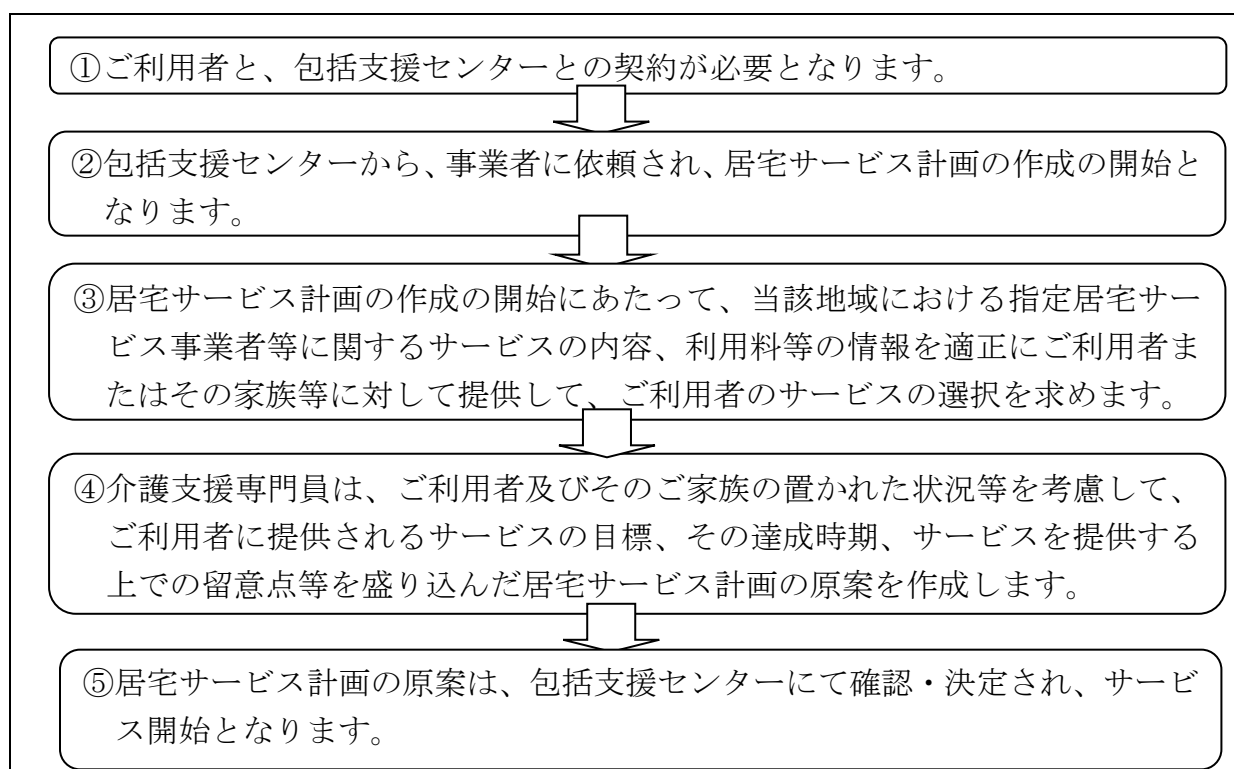 ①ご利用者と、包括支援センターとの契約が必要となります。
②包括支援センターから、事業者に依頼され、居宅サービス計画の作成の開始と
なります。
③居宅サービス計画の作成の開始にあたって、当該地域における指定居宅サー
ビス事業者等に関するサービスの内容、利用料等の情報を適正にご利用者ま
たはその家族等に対して提供して、ご利用者のサービスの選択を求めます。
④介護支援専門員は、ご利用者及びそのご家族の置かれた状況等を考慮して、
ご利用者に提供されるサービスの目標、その達成時期、サービスを提供する
上での留意点等を盛り込んだ居宅サービス計画の原案を作成します。
⑤居宅サービス計画の原案は、包括支援センターにて確認・決定され、サービ
ス開始となります。